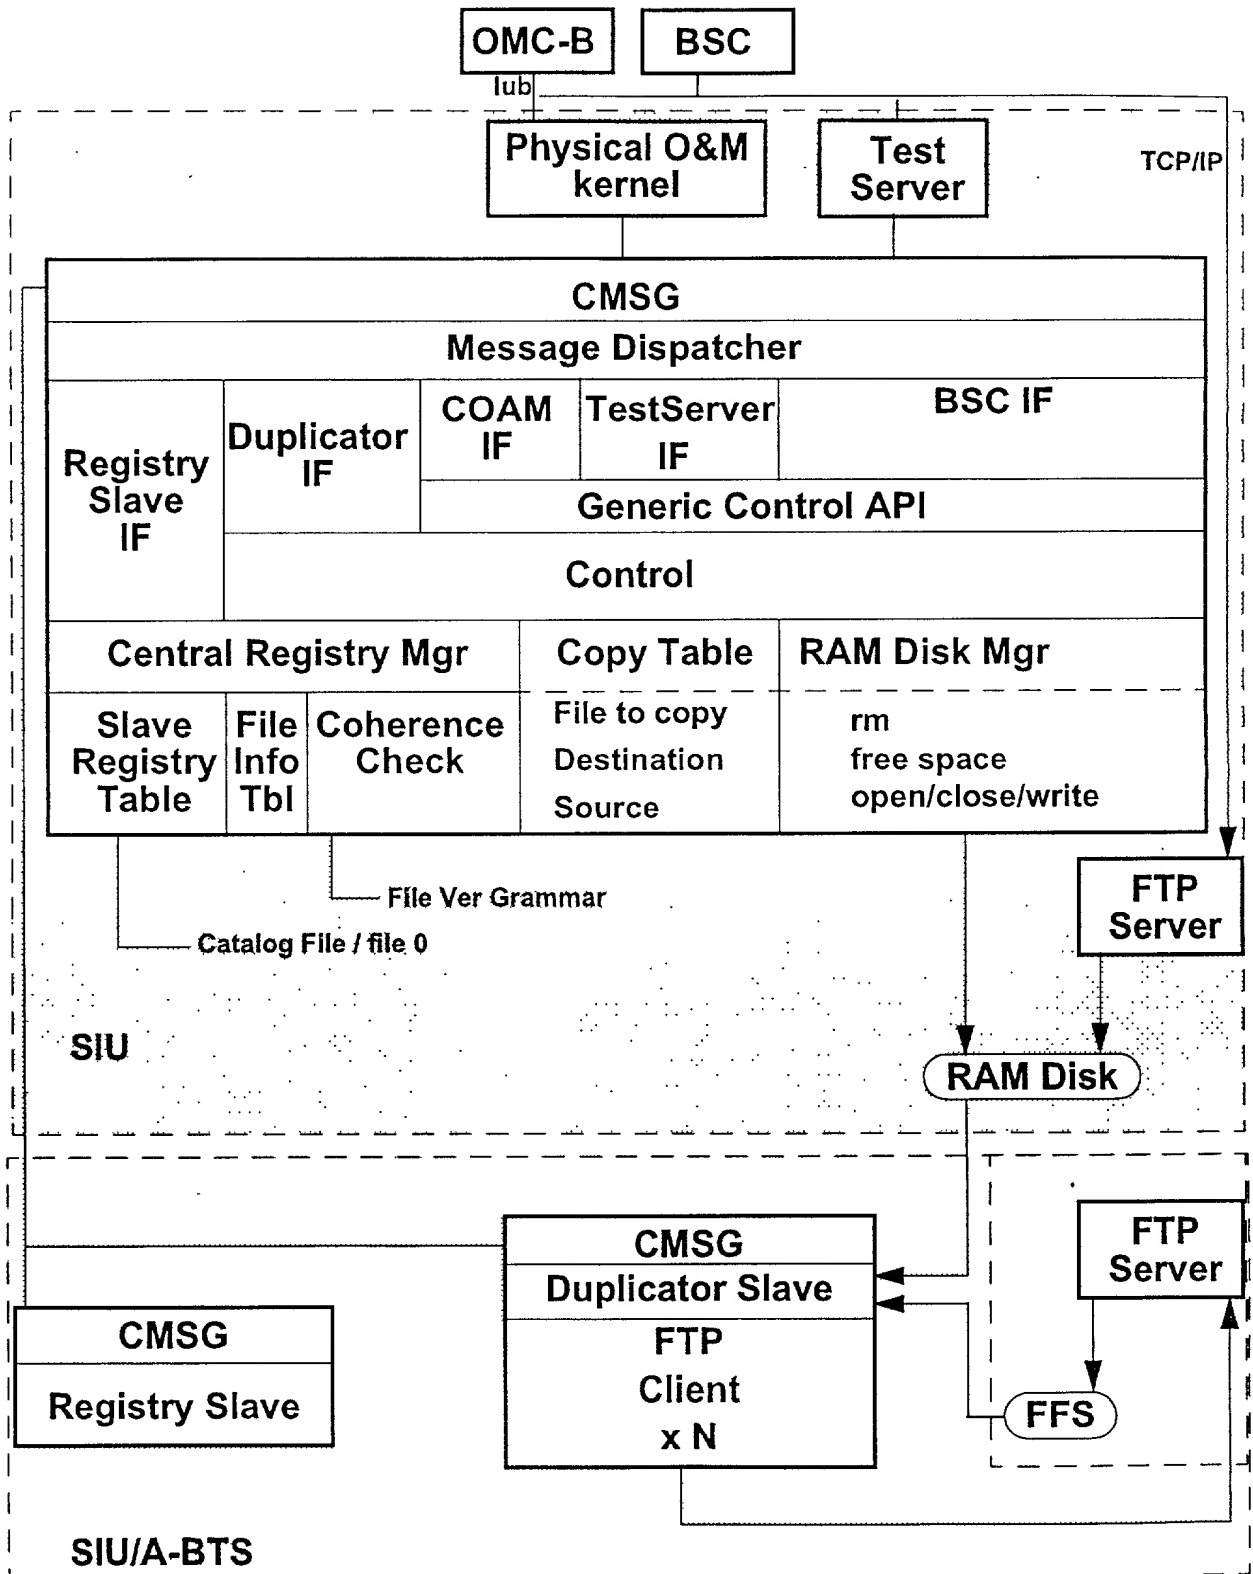 OMC-B
BSC
Iub
Physical O&M
kernel
Test
Server
TCP/IP
CMSG
Message Dispatcher
Registry
Slave
IF
Duplicator
IF
COAM
IF
TestServer
IF
BSC IF
Generic Control API
Control
Central Registry Mgr
Copy Table
RAM Disk Mgr
Slave
Registry
Table
File
Info
Tbl
Coherence
Check
File to copy
Destination
Source
rm
free space
open/close/write
File Ver Grammar
Catalog File / file 0
FTP
Server
SIU
RAM Disk
CMSG
Duplicator Slave
FTP
Client
x N
FTP
Server
FFS
CMSG
Registry Slave
SIU/A-BTS